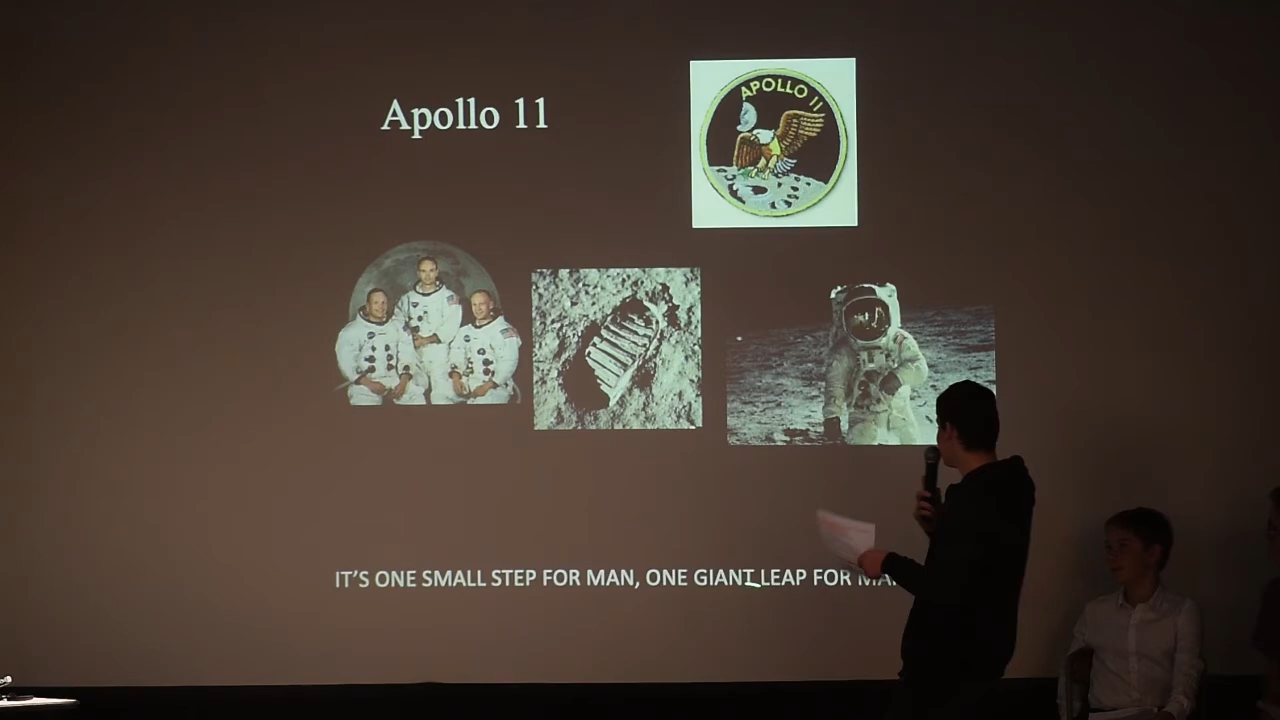 Apollo 11
APOLLO 11
IT'S ONE SMALL STEP FOR MAN, ONE GIANT LEAP FOR